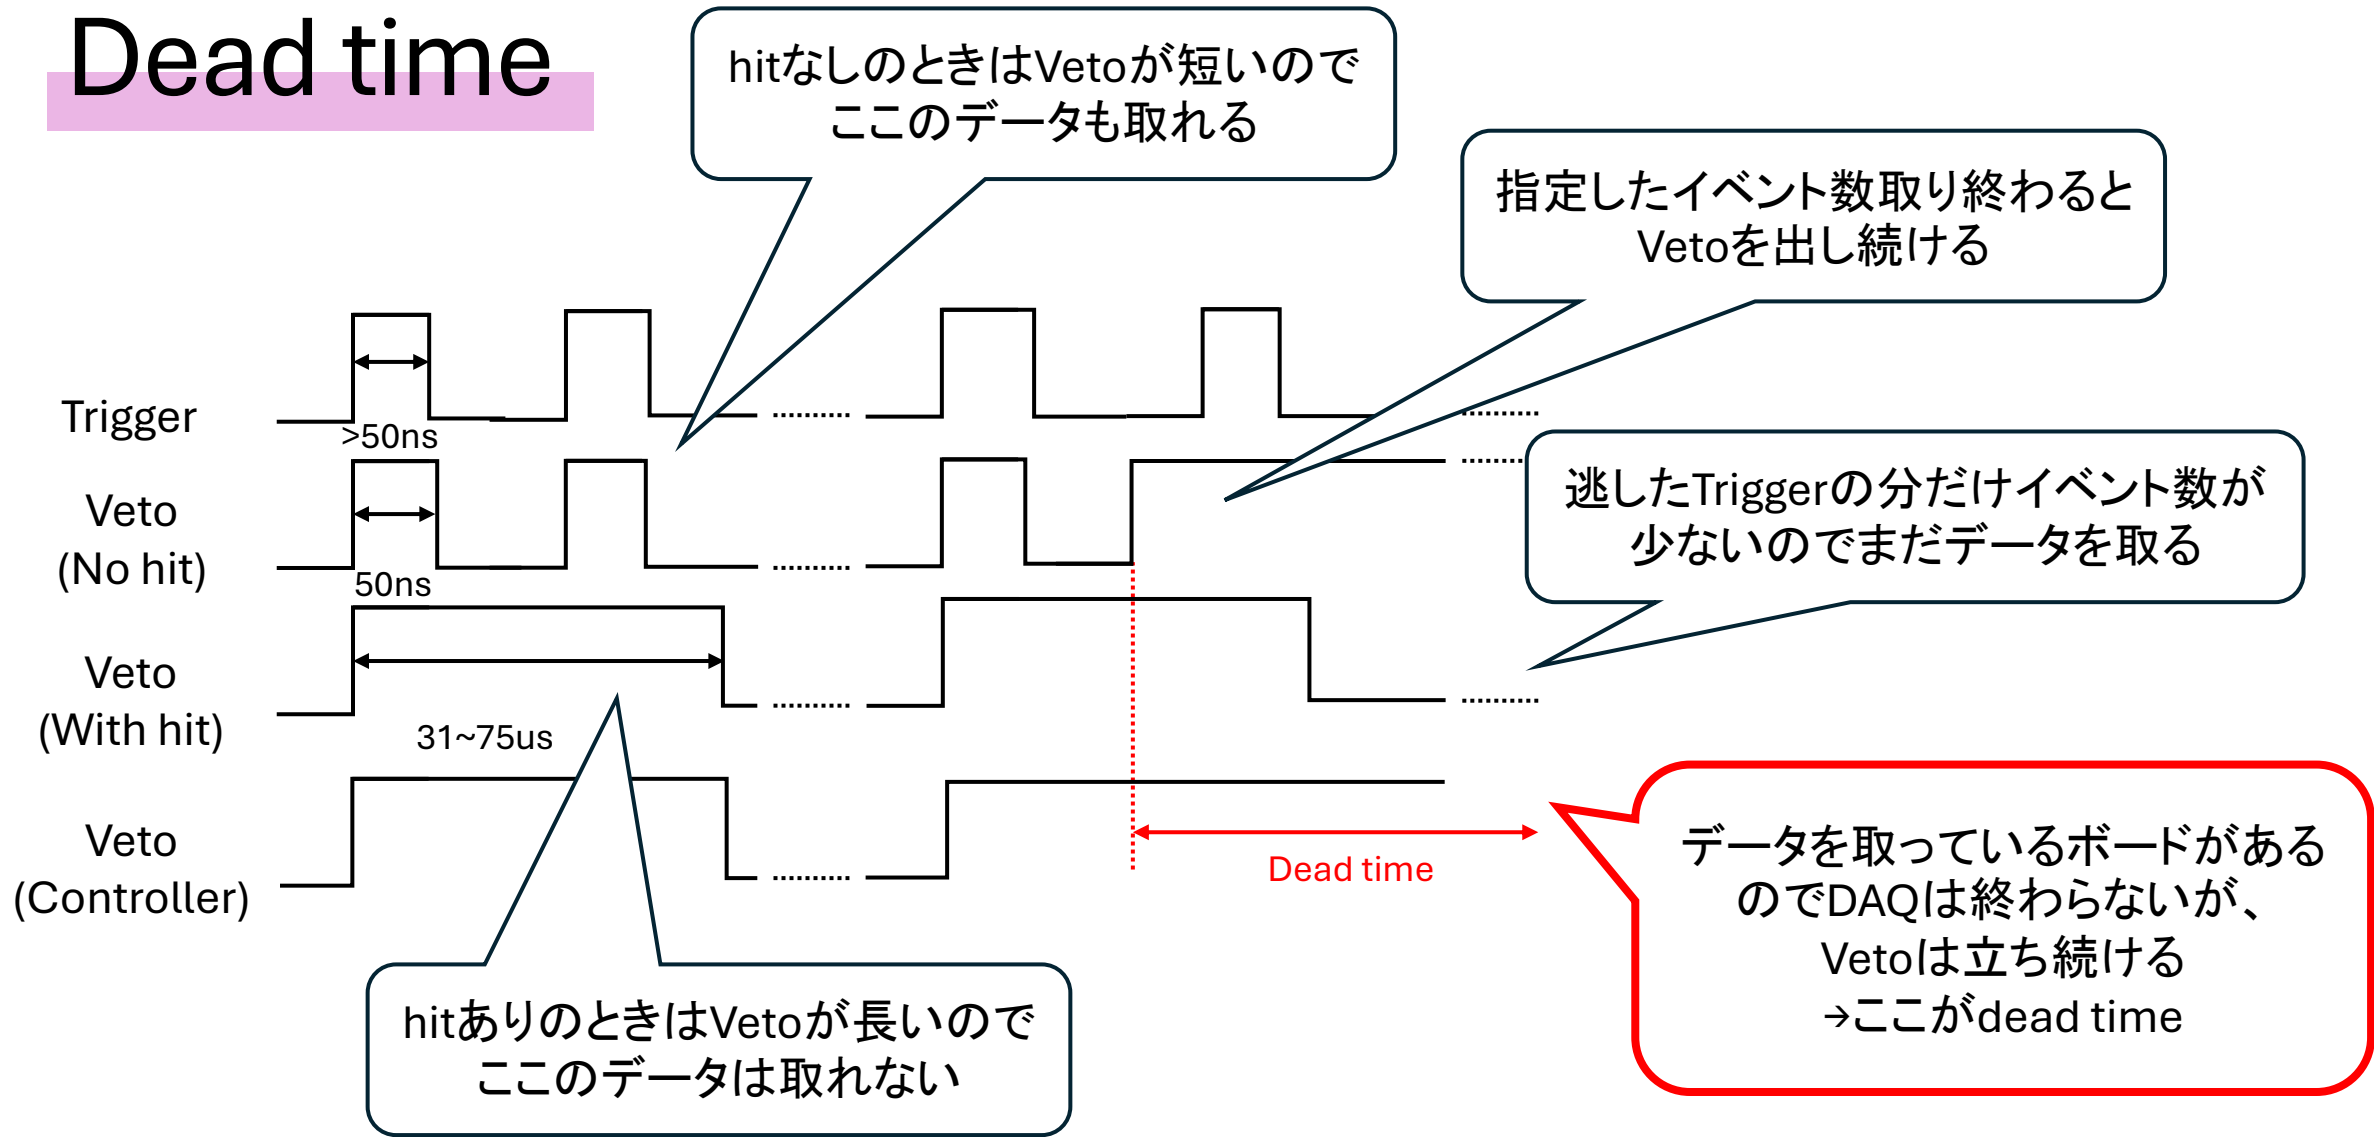 Dead time
hitなしのときはVetoが短いので
ここのデータも取れる
指定したイベント数取り終わると
Vetoを出し続ける
Trigger
>50ns
Veto
(No hit)
50ns
逃したTriggerの分だけイベント数が
少ないのでまだデータを取る
Veto
(With hit)
31~75us
Veto
(Controller)
Dead time
データを取っているボードがある
のでDAQは終わらないが、
Vetoは立ち続ける
→ここがdead time
hitありのときはVetoが長いので
ここのデータは取れない